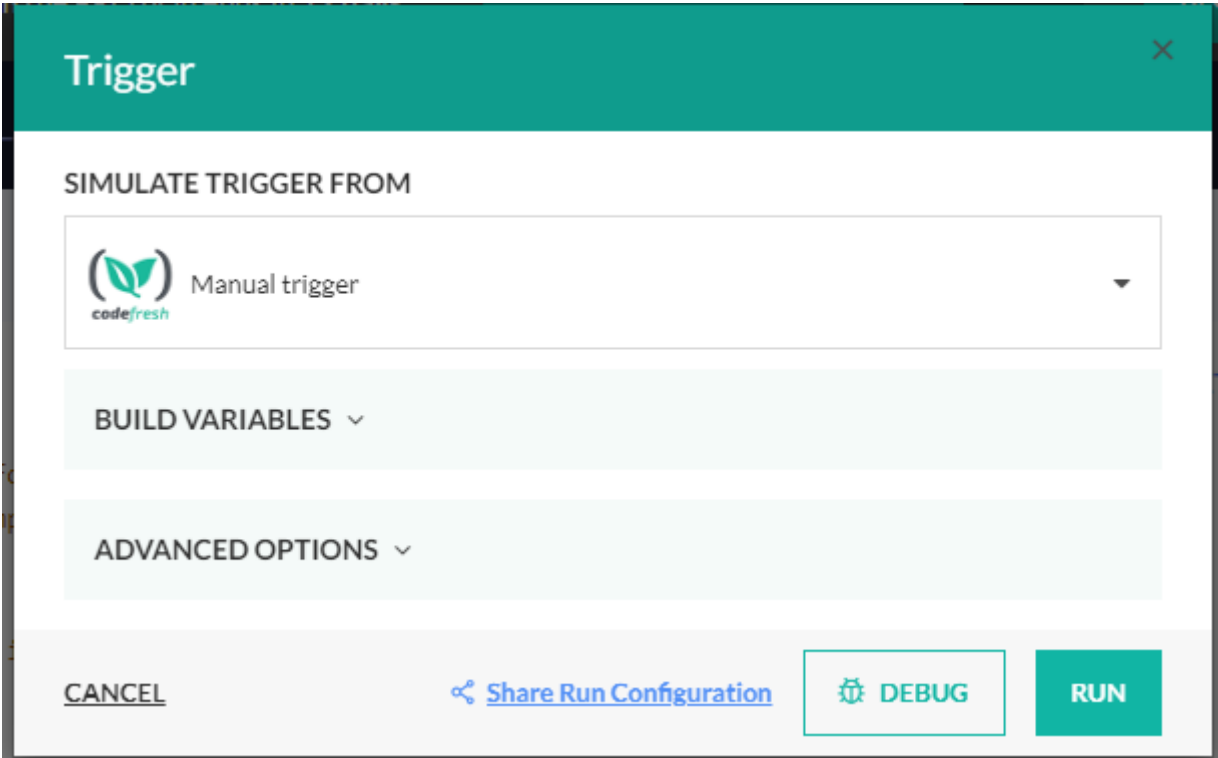 Trigger
SIMULATE TRIGGER FROM
codefresh
Manual trigger
BUILD VARIABLES
ADVANCED OPTIONS
CANCEL
Share Run Configuration
DEBUG
RUN